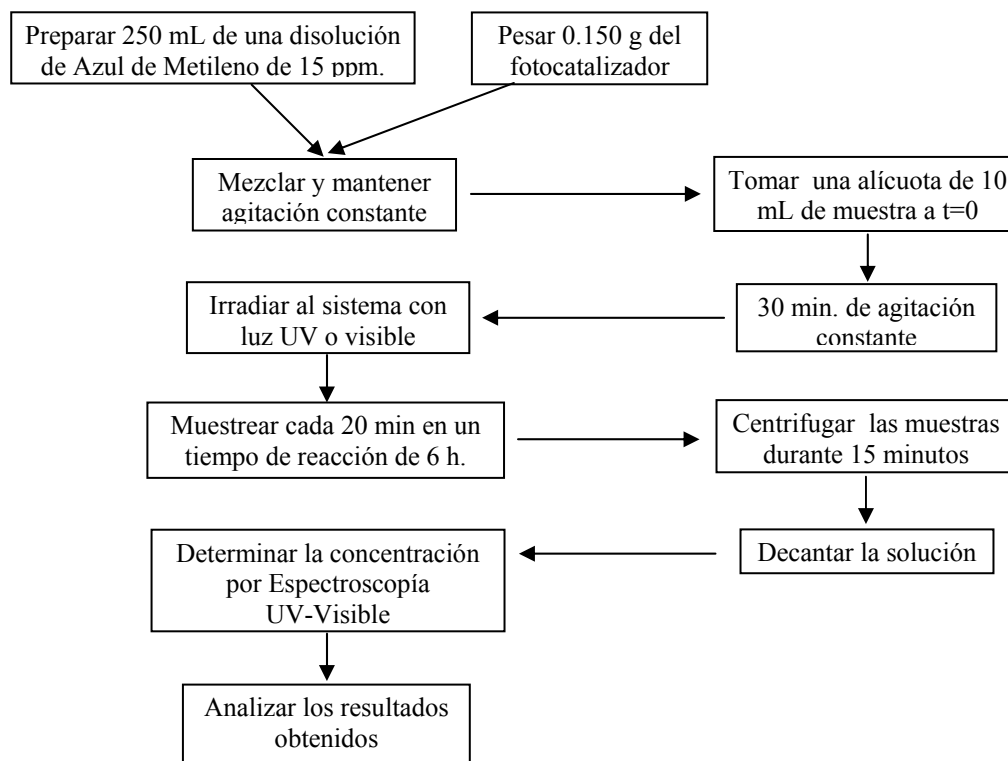 Preparar 250 mL de una disolución
de Azul de Metileno de 15 ppm.
Pesar 0.150 g del
fotocatalizador
Mezclar y mantener
agitación constante
Tomar una alícuota de 10
mL de muestra a t=0
30 min. de agitación
constante
Irradiar al sistema con
luz UV o visible
Muestrear cada 20 min en un
tiempo de reacción de 6 h.
Centrifugar las muestras
durante 15 minutos
Decantar la solución
Determinar la concentración
por Espectroscopía
UV-Visible
Analizar los resultados
obtenidos